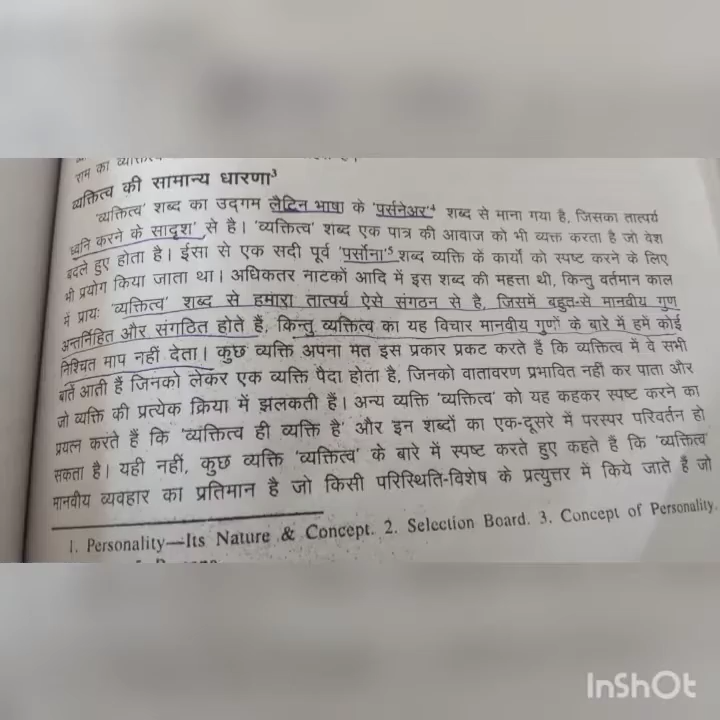 राम का
व्यक्तित्व की सामान्य धारणा³
'व्यक्तित्व' शब्द का उद्गम लैटिन भाषा के 'पर्सनेअर'⁴ शब्द से माना गया है, जिसका तात्पर्य
ध्वनि करने के सादृश' से है। 'व्यक्तित्व' शब्द एक पात्र की आवाज को भी व्यक्त करता है जो वेश
बदले हुए होता है। ईसा से एक सदी पूर्व 'पर्सोना'⁵ शब्द व्यक्ति के कार्यो को स्पष्ट करने के लिए
भी प्रयोग किया जाता था। अधिकतर नाटकों आदि में इस शब्द की महत्ता थी, किन्तु वर्तमान काल
में प्रायः 'व्यक्तित्व' शब्द से हमारा तात्पर्य ऐसे संगठन से है, जिसमें बहुत-से मानवीय गुण
अन्तर्निहित और संगठित होते हैं, किन्तु व्यक्तित्व का यह विचार मानवीय गुणों के बारे में हमें कोई
निश्चित माप नहीं देता। कुछ व्यक्ति अपना मत इस प्रकार प्रकट करते हैं कि व्यक्तित्व में वे सभी
बातें आती हैं जिनको लेकर एक व्यक्ति पैदा होता है, जिनको वातावरण प्रभावित नहीं कर पाता और
जो व्यक्ति की प्रत्येक क्रिया में झलकती हैं। अन्य व्यक्ति 'व्यक्तित्व' को यह कहकर स्पष्ट करने का
प्रयत्न करते हैं कि 'व्यक्तित्व ही व्यक्ति है' और इन शब्दों का एक-दूसरे में परस्पर परिवर्तन हो
सकता है। यही नहीं, कुछ व्यक्ति 'व्यक्तित्व' के बारे में स्पष्ट करते हुए कहते हैं कि 'व्यक्तित्व
मानवीय व्यवहार का प्रतिमान है जो किसी परिस्थिति-विशेष के प्रत्युत्तर में किये जाते हैं जो
1. Personality—Its Nature & Concept. 2. Selection Board. 3. Concept of Personality.
InShOt